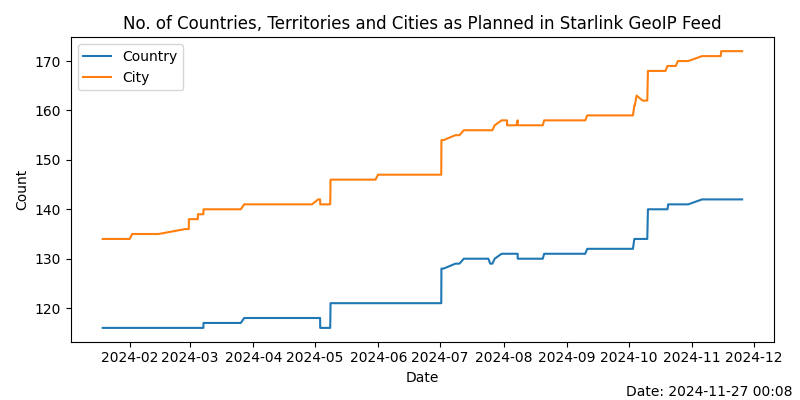 No. of Countries, Territories and Cities as Planned in Starlink GeoIP Feed
Country
City
170
160
150
140
130
120
Count
2024-02 2024-03 2024-04 2024-05 2024-06 2024-07 2024-08 2024-09 2024-10 2024-11 2024-12
Date
Date: 2024-11-27 00:08